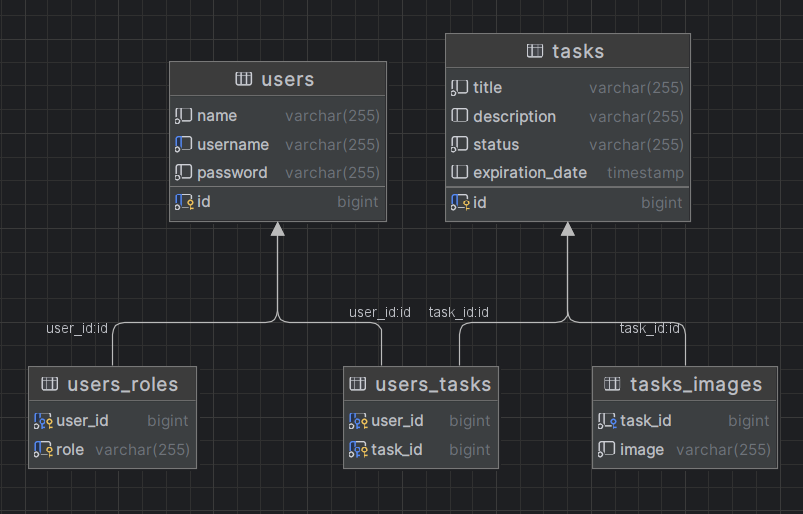 users
name varchar(255)
username varchar(255)
password varchar(255)
id bigint
tasks
title varchar(255)
description varchar(255)
status varchar(255)
expiration_date timestamp
id bigint
user_id:id
user_id:id
task_id:id
task_id:id
users_roles
user_id bigint
role varchar(255)
users_tasks
user_id bigint
task_id bigint
tasks_images
task_id bigint
image varchar(255)